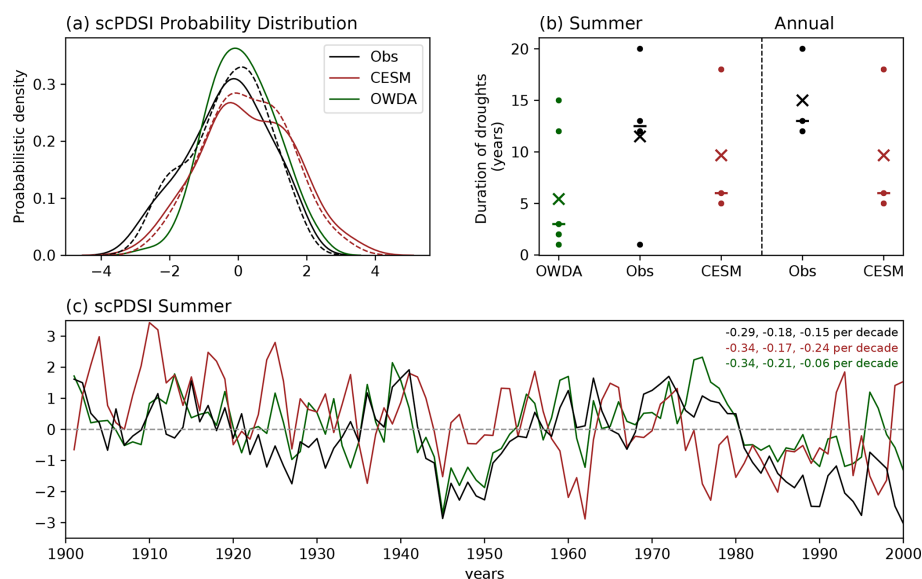 (a) scPDSI Probability Distribution
Probabilistic density
0.3
0.2
0.1
0.0
−4 −2 0 2 4
Obs
CESM
OWDA
(b) Summer Annual
Duration of droughts
(years)
20
15
10
5
0
OWDA Obs CESM Obs CESM
(c) scPDSI Summer
3
2
1
0
−1
−2
−3
-0.29, -0.18, -0.15 per decade
-0.34, -0.17, -0.24 per decade
-0.34, -0.21, -0.06 per decade
1900 1910 1920 1930 1940 1950 1960 1970 1980 1990 2000
years